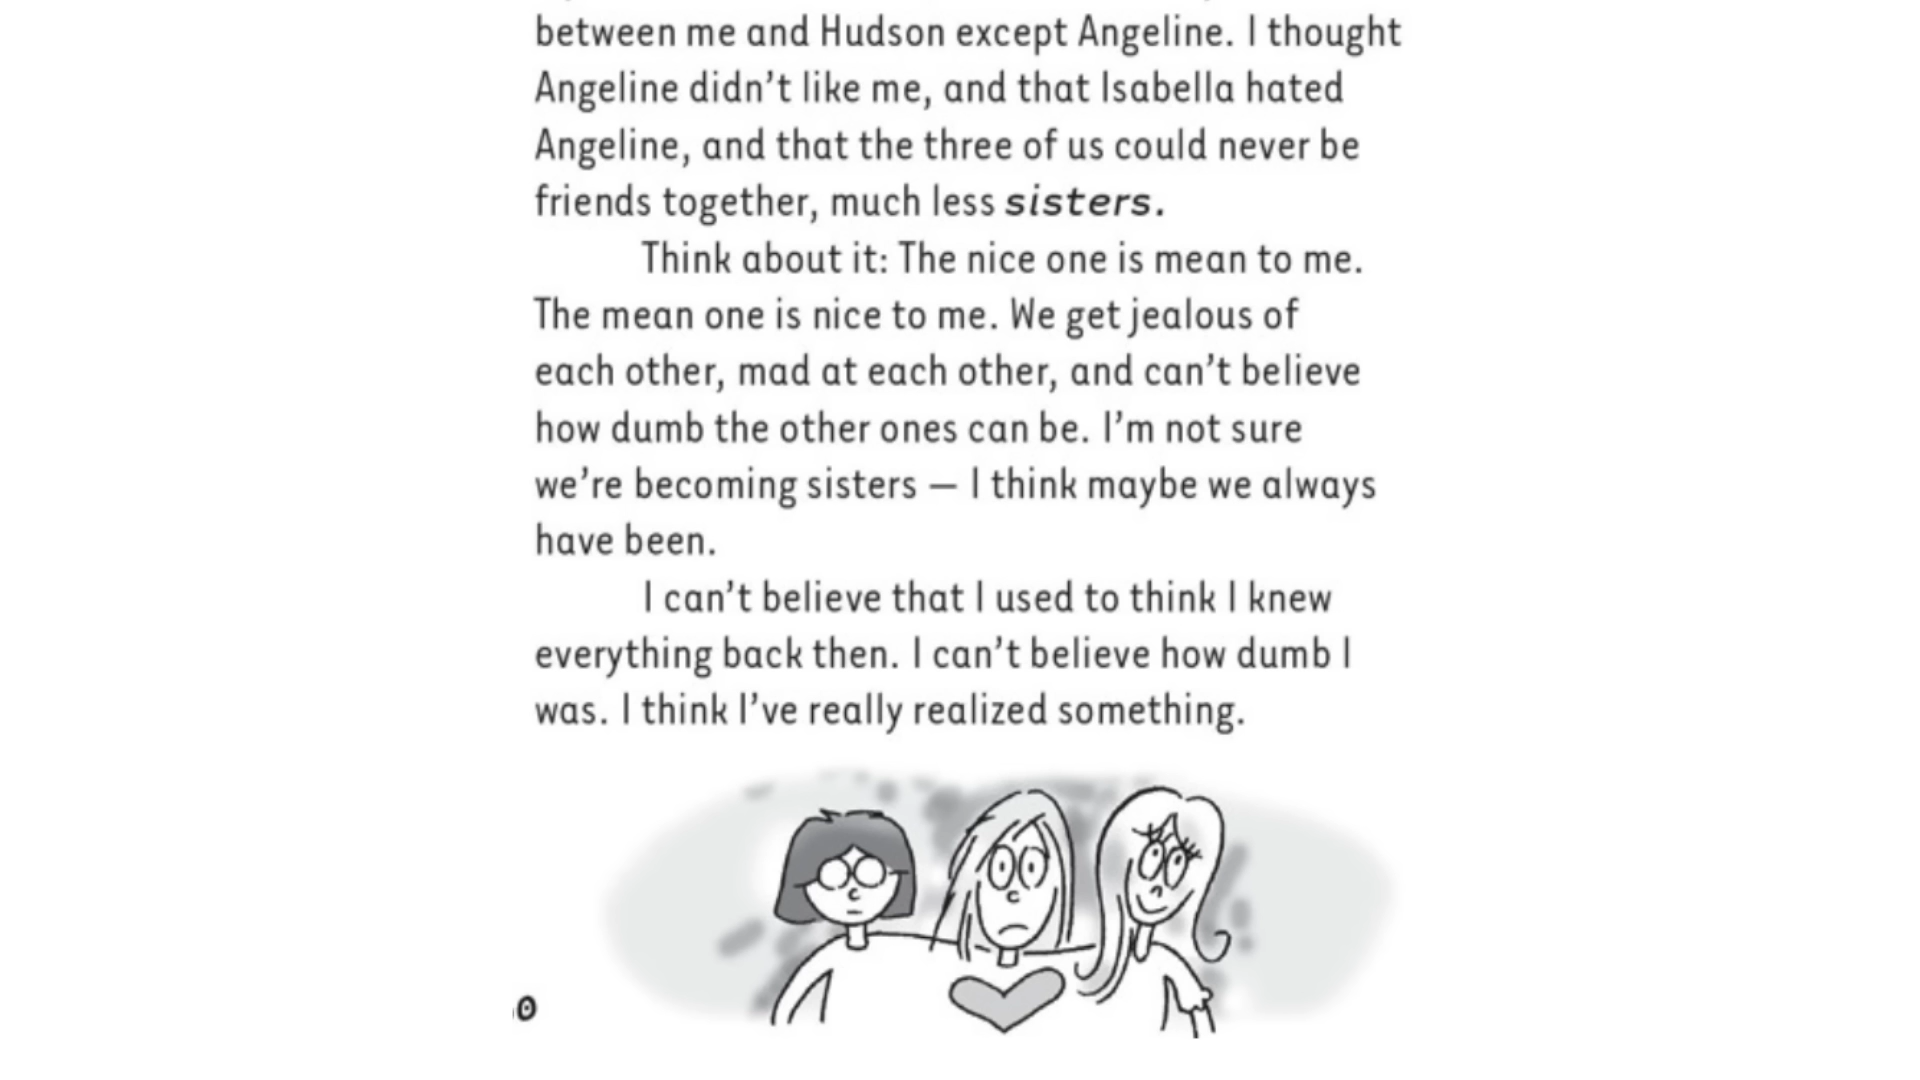 between me and Hudson except Angeline. I thought
Angeline didn’t like me, and that Isabella hated
Angeline, and that the three of us could never be
friends together, much less sisters.
Think about it: The nice one is mean to me.
The mean one is nice to me. We get jealous of
each other, mad at each other, and can’t believe
how dumb the other ones can be. I’m not sure
we’re becoming sisters — I think maybe we always
have been.
I can’t believe that I used to think I knew
everything back then. I can’t believe how dumb I
was. I think I’ve really realized something.
0